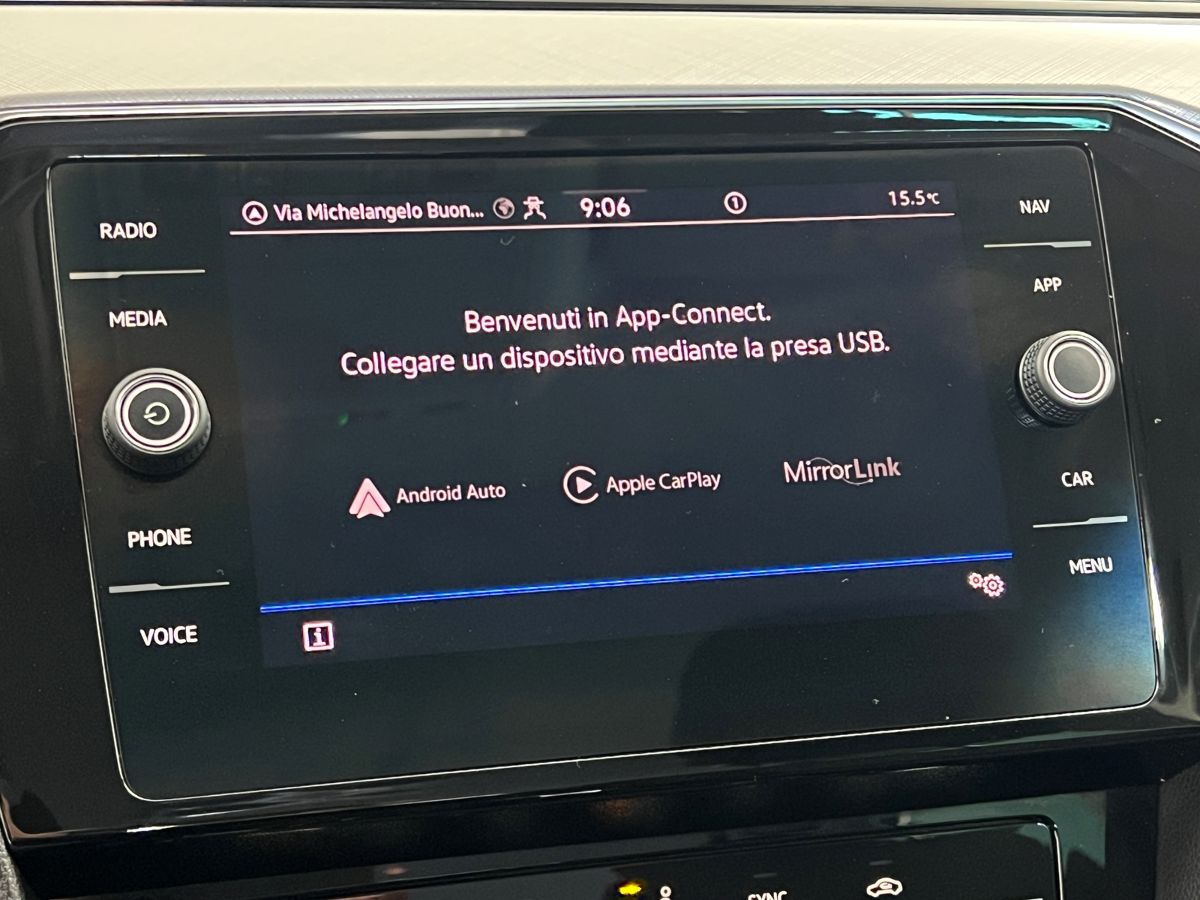 Via Michelangelo Buon... 9:06 1 15.5°C
RADIO
MEDIA
PHONE
VOICE
Benvenuti in App-Connect.
Collegare un dispositivo mediante la presa USB.
Android Auto
Apple CarPlay
MirrorLink
i
NAV
APP
CAR
MENU
SYNC